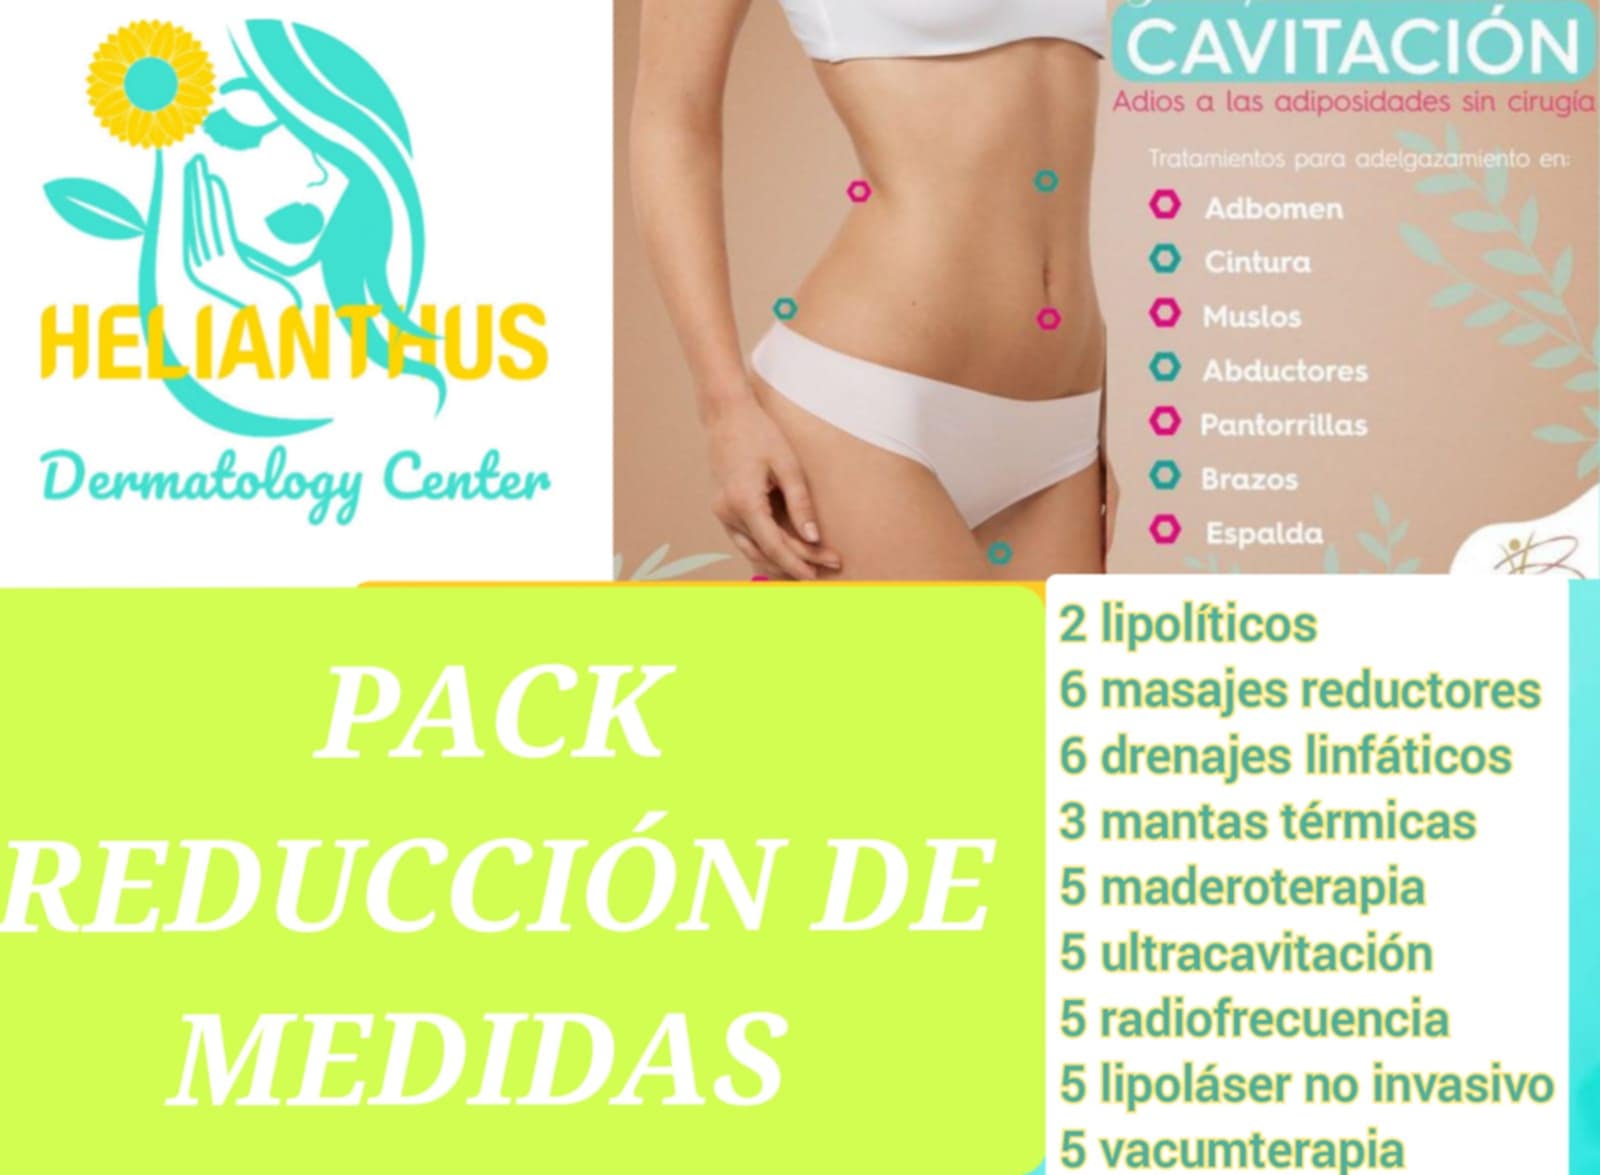 HELIANTHUS
Dermatology Center
CAVITACIÓN
Adios a las adiposidades sin cirugía
Tratamientos para adelgazamiento en:
Adbomen
Cintura
Muslos
Abductores
Pantorrillas
Brazos
Espalda
PACK
REDUCCIÓN DE
MEDIDAS
2 lipolíticos
6 masajes reductores
6 drenajes linfáticos
3 mantas térmicas
5 maderoterapia
5 ultracavitación
5 radiofrecuencia
5 lipoláser no invasivo
5 vacumterapia